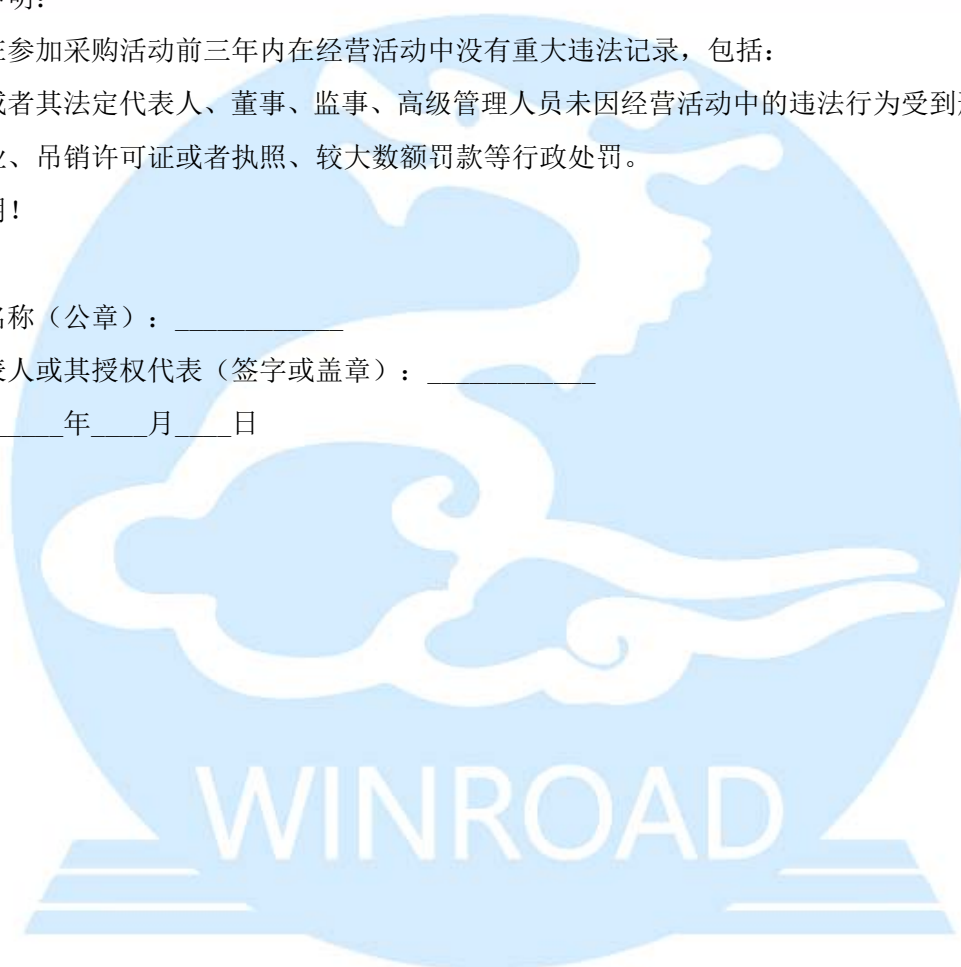 明：
在参加采购活动前三年内在经营活动中没有重大违法记录，包括：
或者其法定代表人、董事、监事、高级管理人员未因经营活动中的违法行为受到
业、吊销许可证或者执照、较大数额罚款等行政处罚。
明！
名称（公章）：____________
表人或其授权代表（签字或盖章）：____________
_____年____月____日
WINROAD